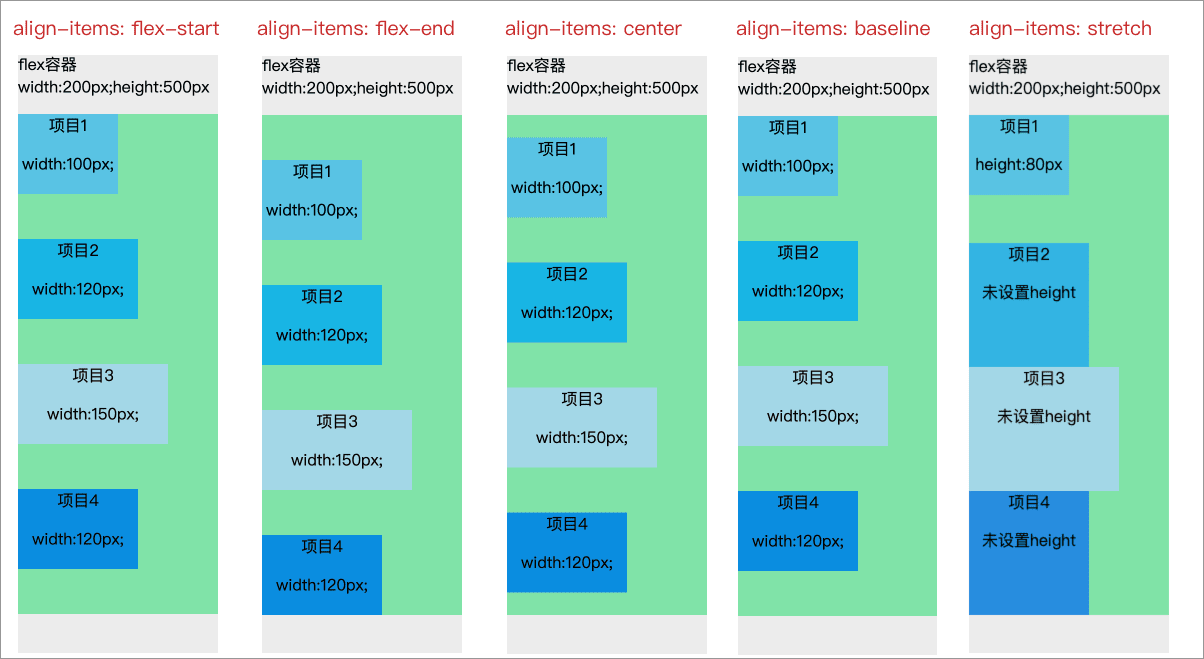 align-items: flex-start
flex容器
width:200px;height:500px
项目1
width:100px;
项目2
width:120px;
项目3
width:150px;
项目4
width:120px;
align-items: flex-end
flex容器
width:200px;height:500px
项目1
width:100px;
项目2
width:120px;
项目3
width:150px;
项目4
width:120px;
align-items: center
flex容器
width:200px;height:500px
项目1
width:100px;
项目2
width:120px;
项目3
width:150px;
项目4
width:120px;
align-items: baseline
flex容器
width:200px;height:500px
项目1
width:100px;
项目2
width:120px;
项目3
width:150px;
项目4
width:120px;
align-items: stretch
flex容器
width:200px;height:500px
项目1
height:80px
项目2
未设置height
项目3
未设置height
项目4
未设置height